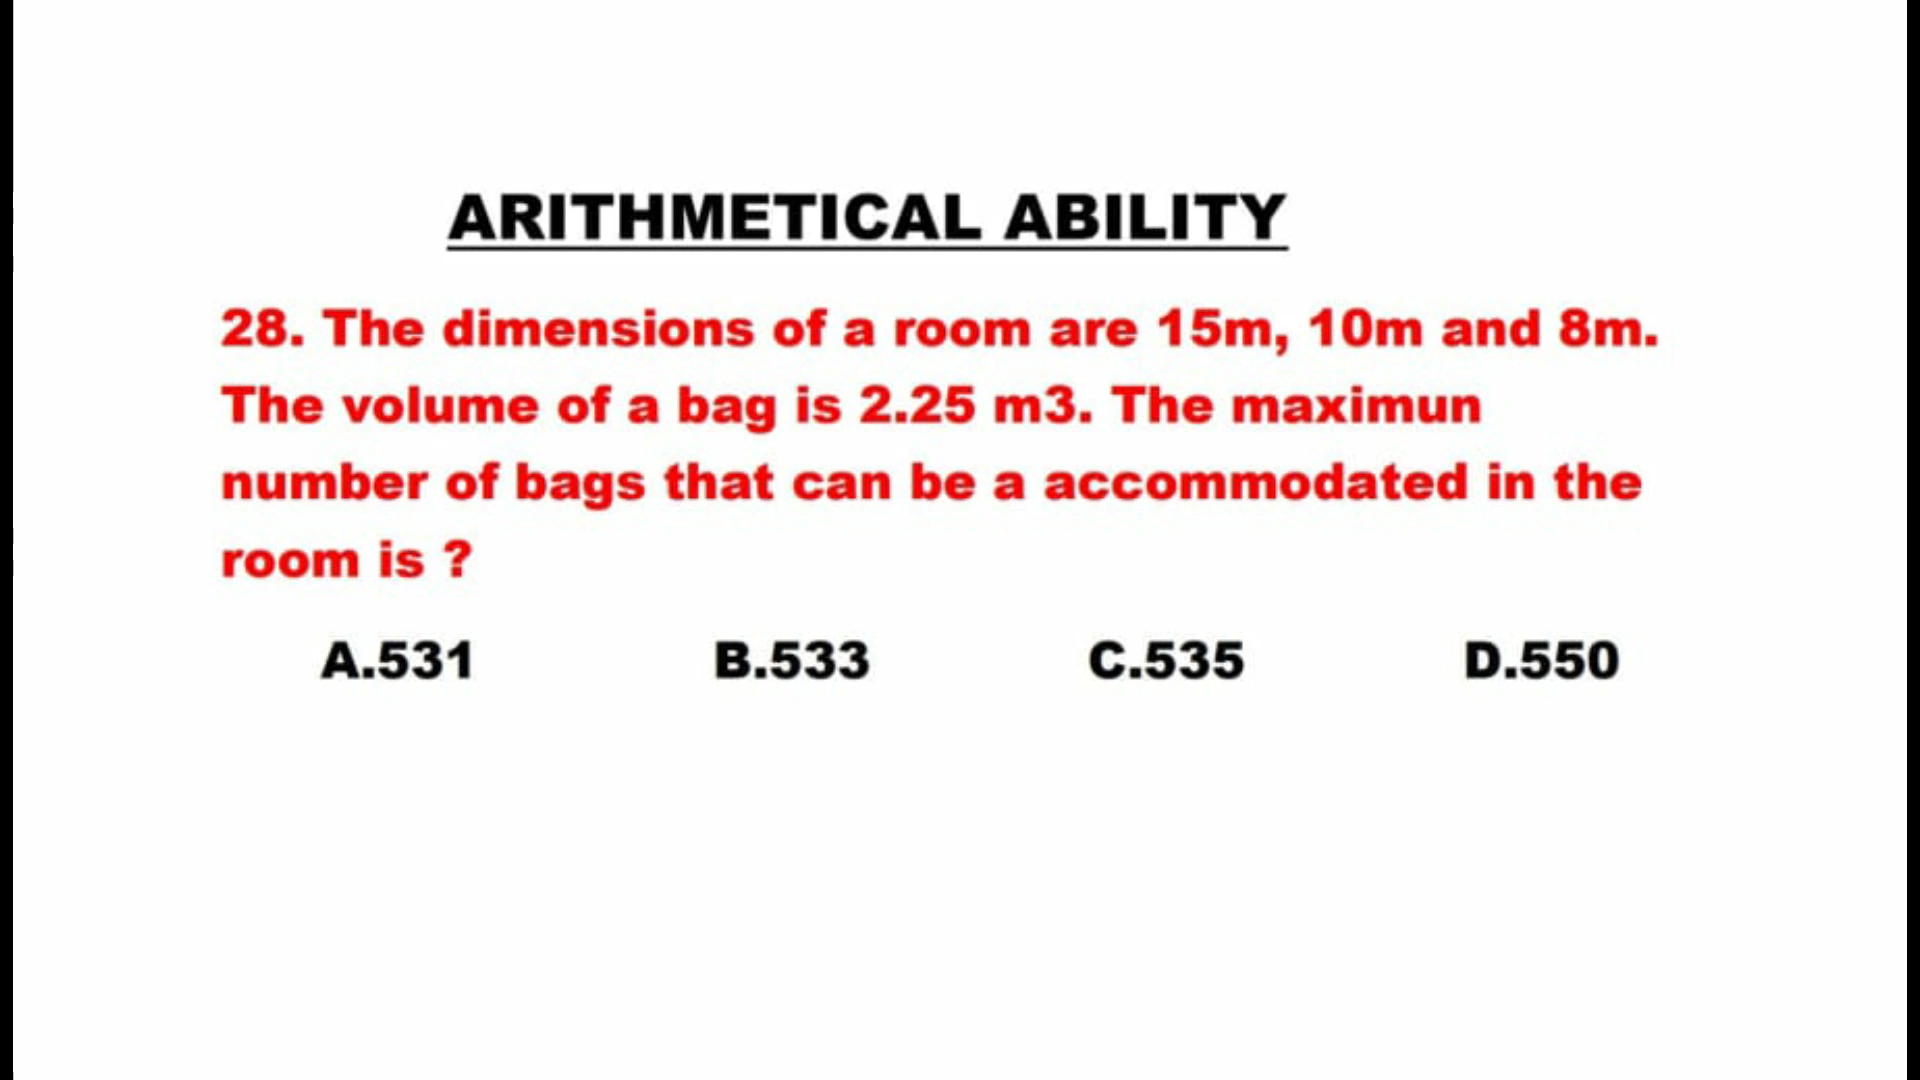 ARITHMETICAL ABILITY
28. The dimensions of a room are 15m, 10m and 8m.
The volume of a bag is 2.25 m3. The maximun
number of bags that can be a accommodated in the
room is ?
A.531 B.533 C.535 D.550